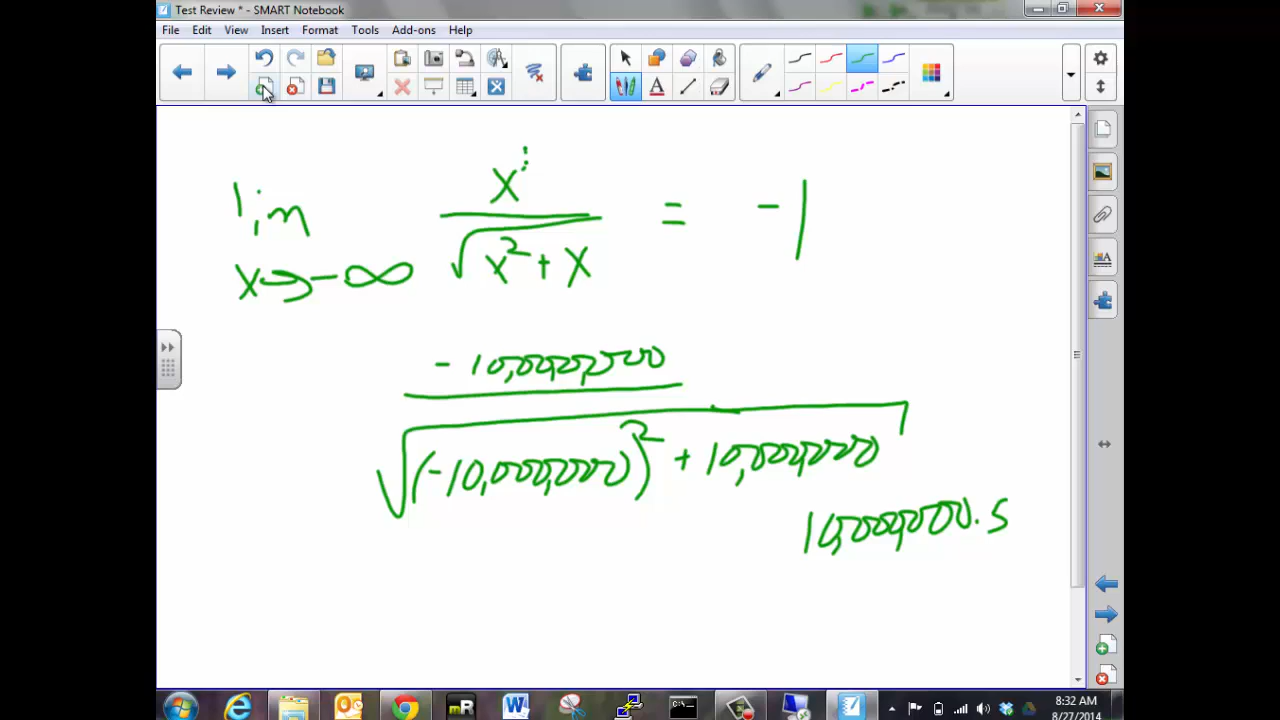 Test Review * - SMART Notebook
File Edit View Insert Format Tools Add-ons Help
lim x→-∞ x / √(x² + x) = -1
-10,000,000
√(-10,000,000)² + 10,000,000
10,000,000.5
8:32 AM
8/27/2014